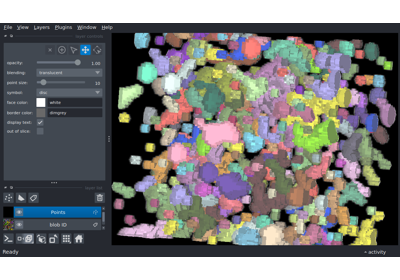 File View Layers Plugins Window Help
opacity: 1.00
blending: translucent
point size: 10
symbol: disc
face color: white
border color: dimgrey
display text:
out of slice:
Points
blob ID
Ready
activity